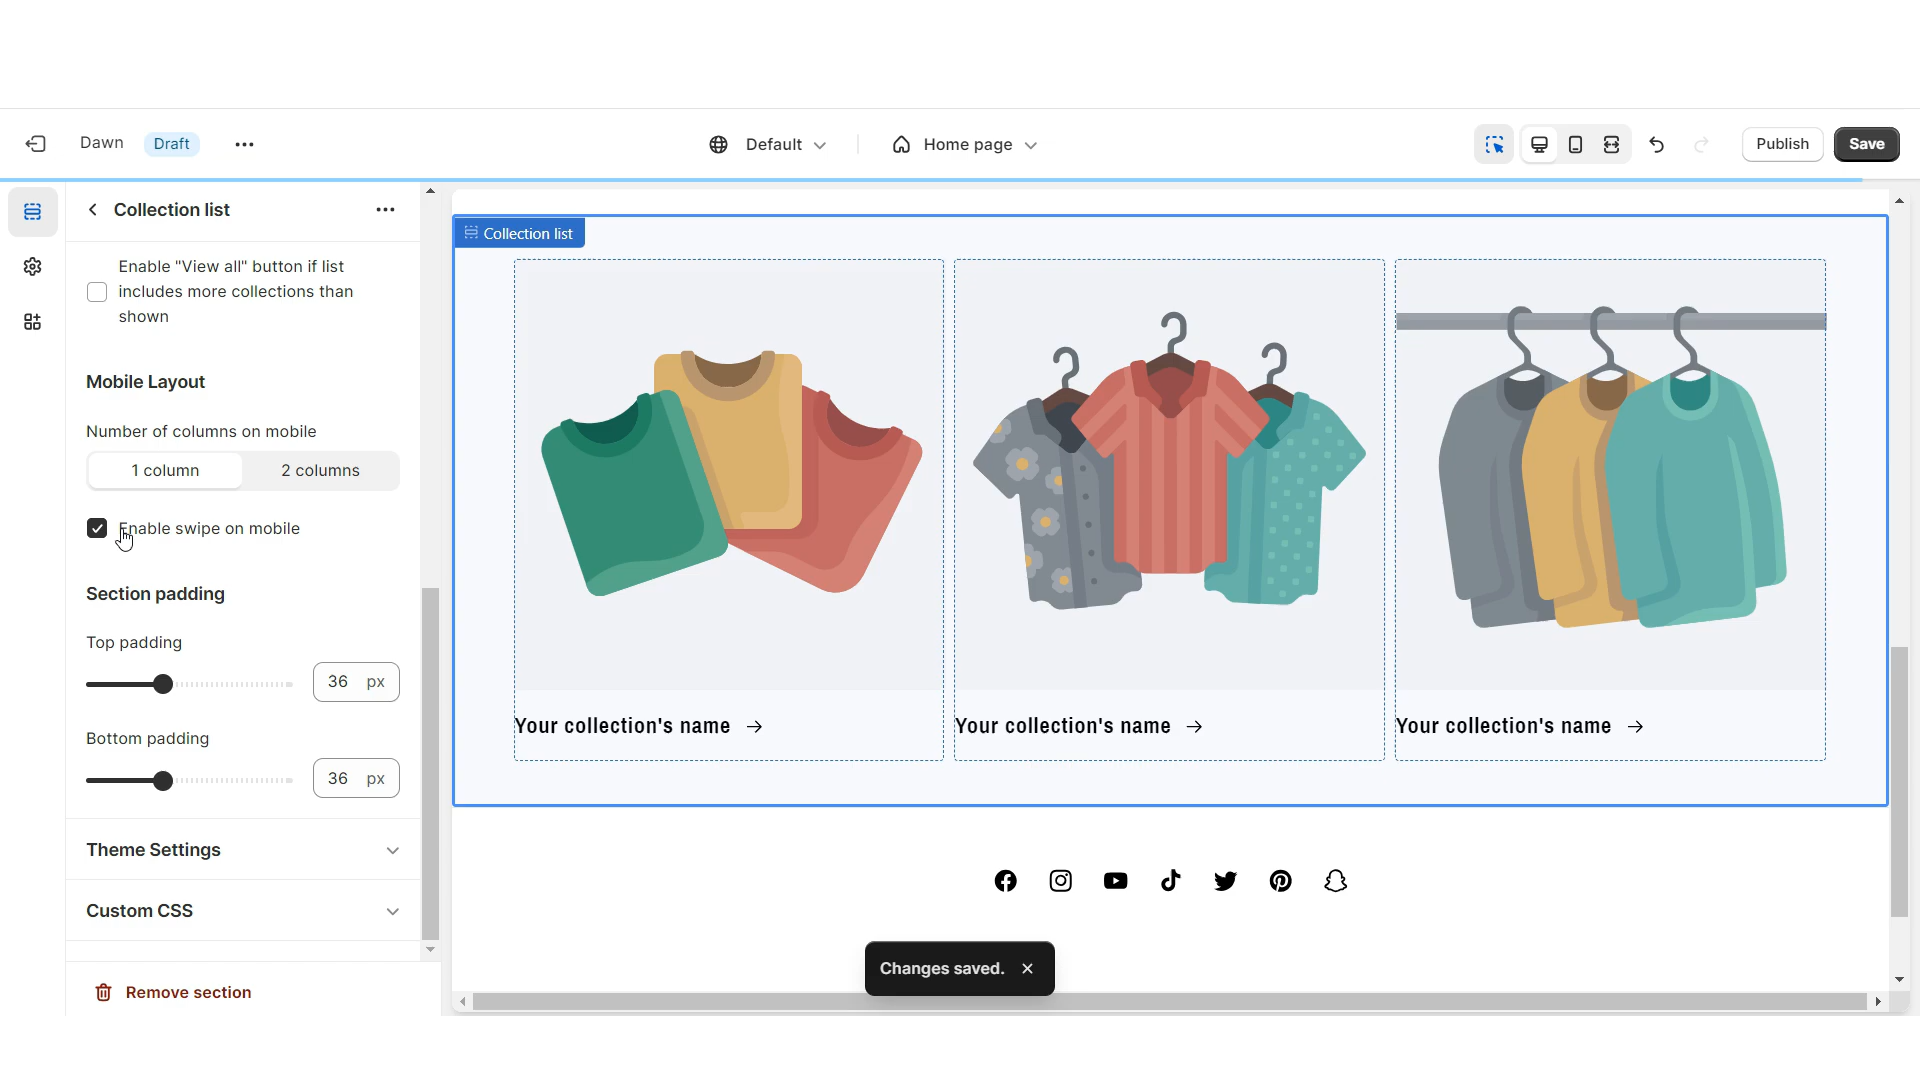 Dawn
Draft
Default
Home page
Publish
Save
Collection list
Enable "View all" button if list
includes more collections than
shown
Mobile Layout
Number of columns on mobile
1 column
2 columns
Enable swipe on mobile
Section padding
Top padding
36 px
Bottom padding
36 px
Theme Settings
Custom CSS
Remove section
Collection list
Your collection's name
Your collection's name
Your collection's name
Changes saved.